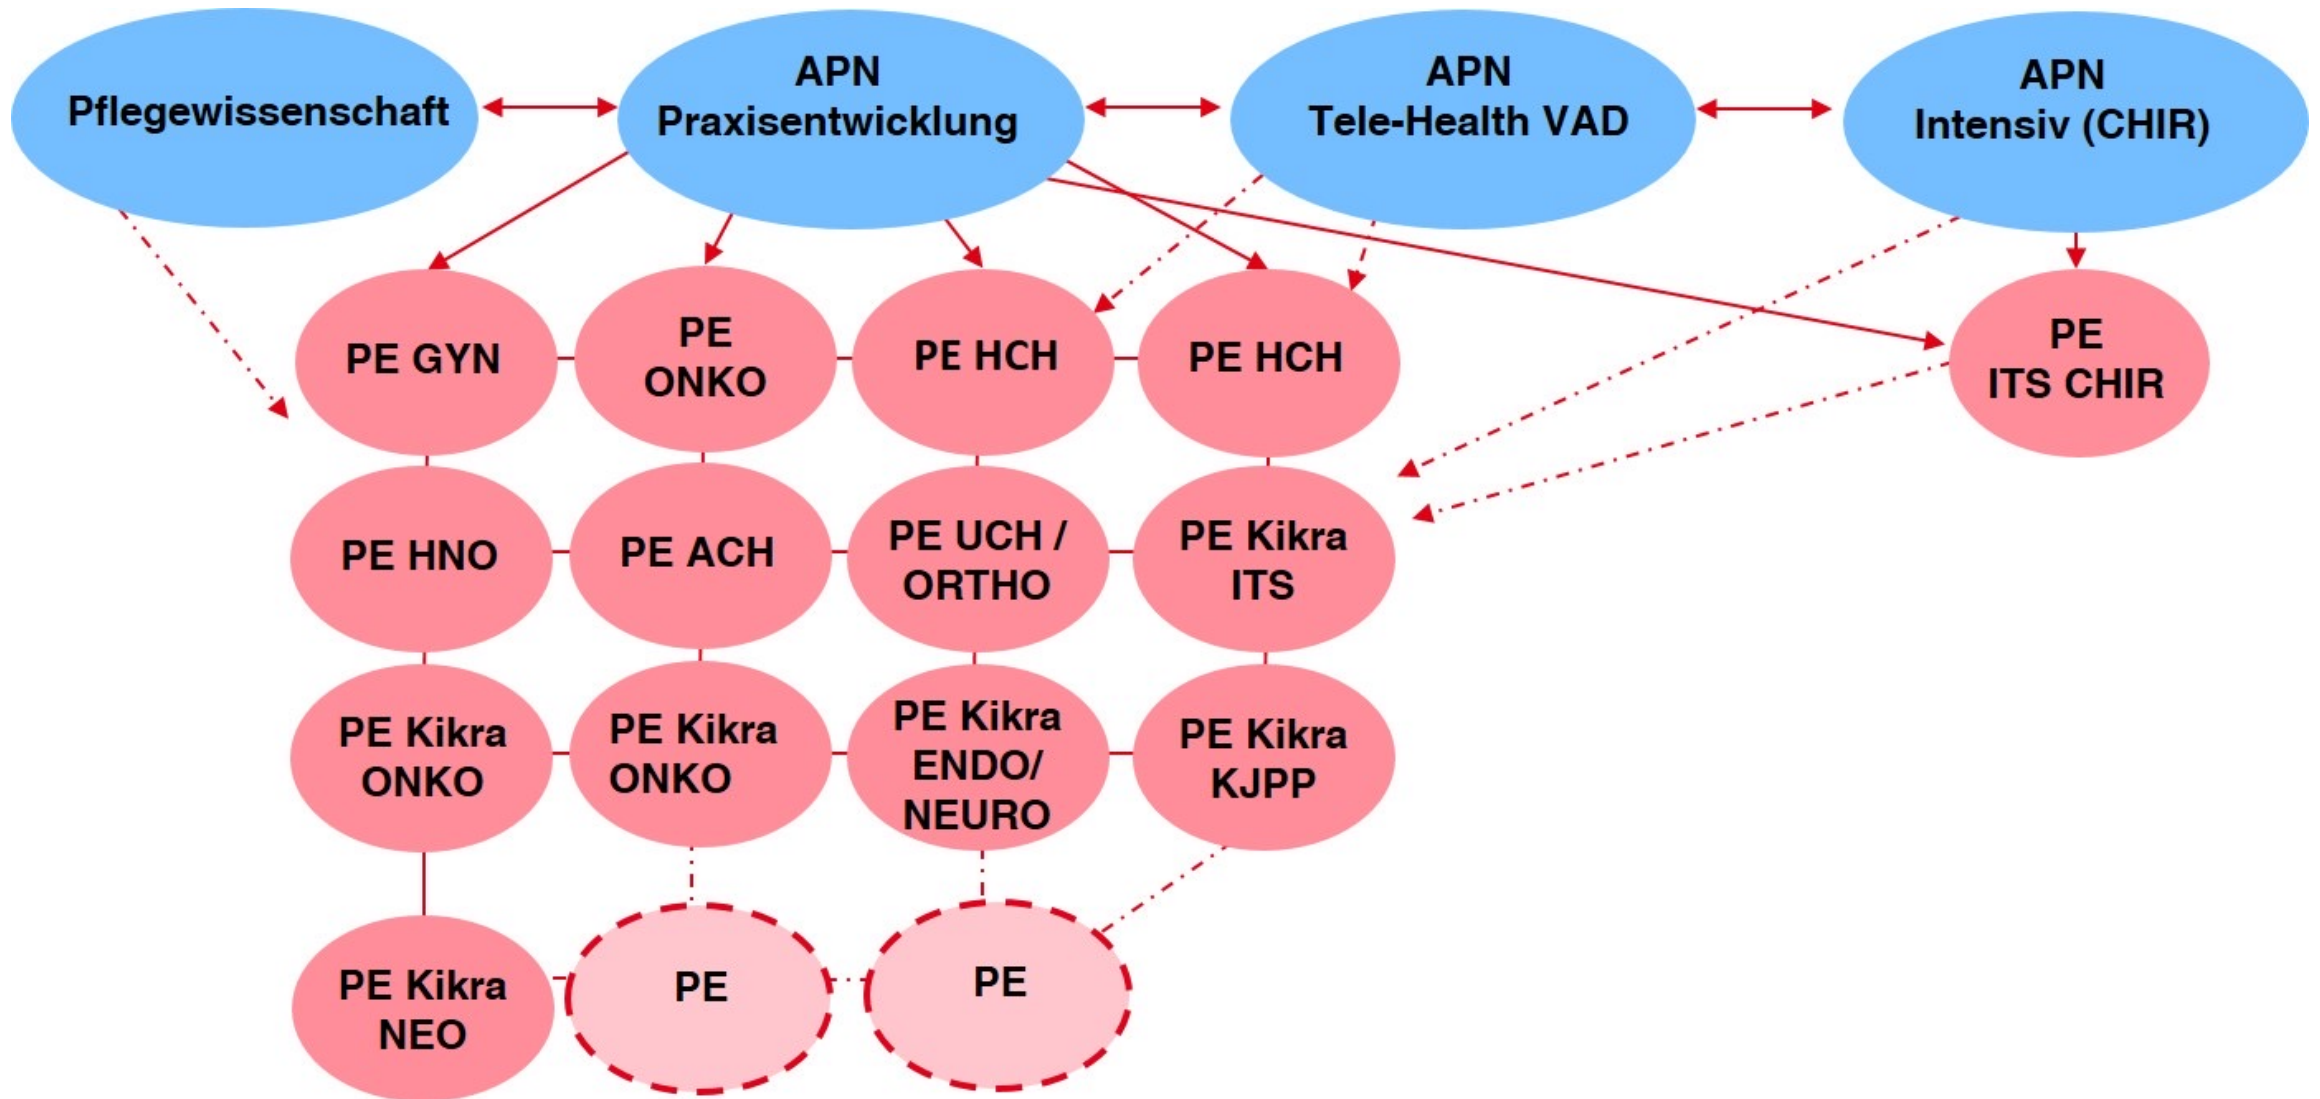 Pflegewissenschaft
APN
Praxisentwicklung
APN
Tele-Health VAD
APN
Intensiv (CHIR)
PE GYN
PE
ONKO
PE HCH
PE HCH
PE
ITS CHIR
PE HNO
PE ACH
PE UCH /
ORTHO
PE Kikra
ITS
PE Kikra
ONKO
PE Kikra
ONKO
PE Kikra
ENDO/
NEURO
PE Kikra
KJPP
PE Kikra
NEO
PE
PE